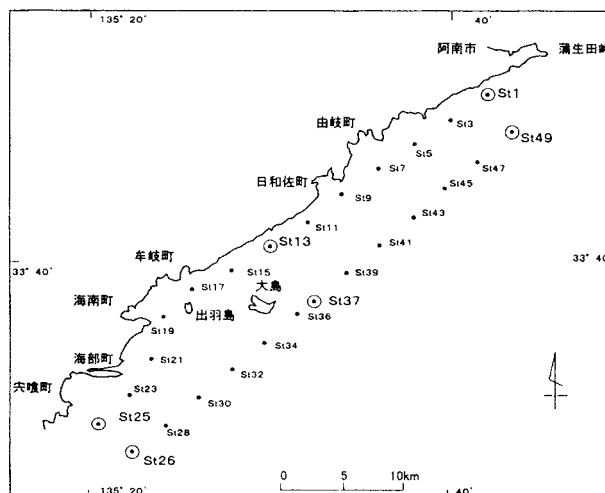 135° 20'
40'
阿南市
蒲生田岬
St1
由岐町
St3
St49
St5
St47
日和佐町
St7
St45
St9
St43
St11
St13
St41
牟岐町
33° 40'
33° 40'
St15
St39
St17
大島
St37
海南町
出羽島
St36
St19
St34
海部町
St21
St32
宍喰町
St23
St30
St25
St28
St26
0 5 10km
135° 20'
40'